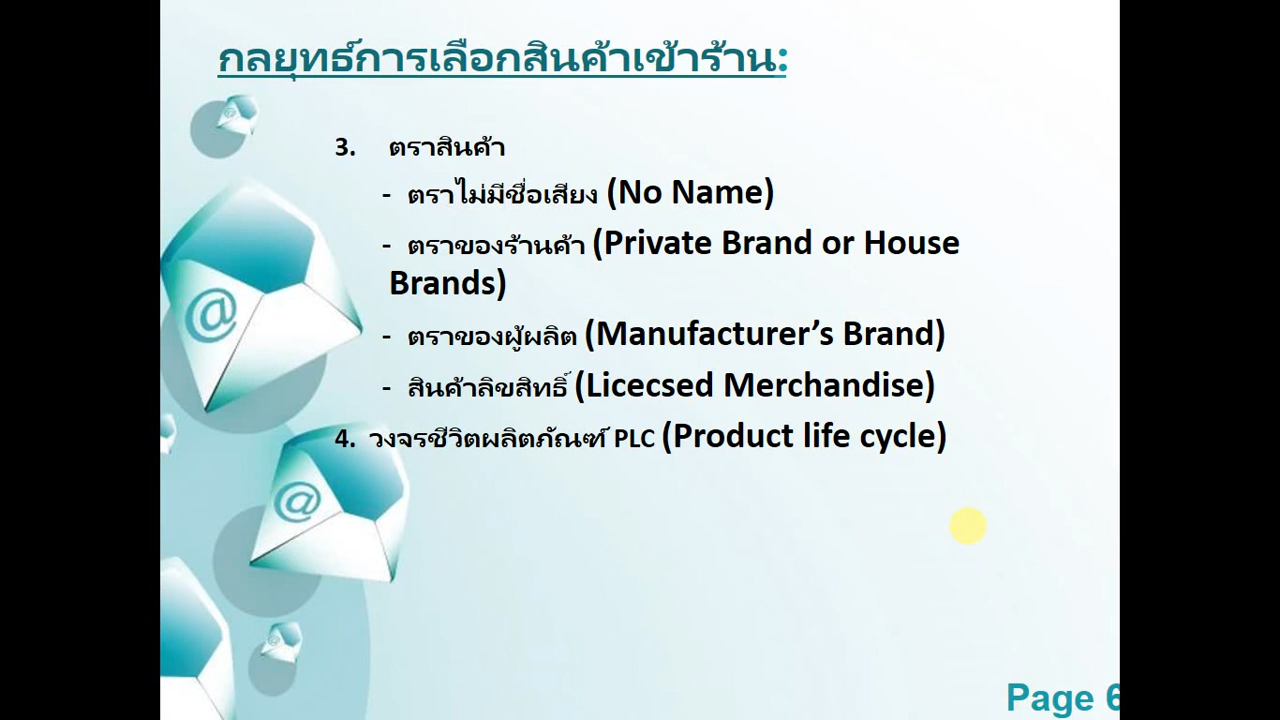 กลยุทธ์การเลือกสินค้าเข้าร้าน:
3. ตราสินค้า
- ตราไม่มีชื่อเสียง (No Name)
- ตราของร้านค้า (Private Brand or House
Brands)
- ตราของผู้ผลิต (Manufacturer’s Brand)
- สินค้าลิขสิทธิ์ (Licecsed Merchandise)
4. วงจรชีวิตผลิตภัณฑ์ PLC (Product life cycle)
@
@
Page 6